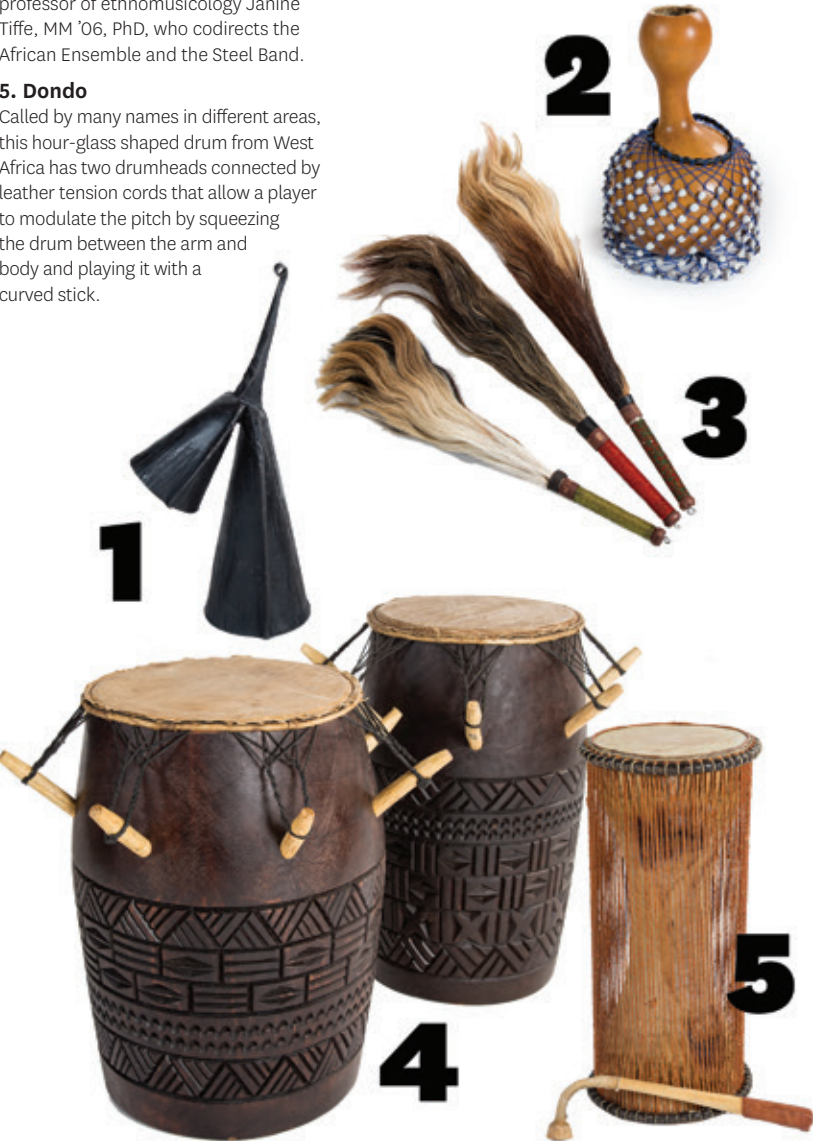 professor of ethnomusicology Janine
Tiffe, MM ’06, PhD, who codirects the
African Ensemble and the Steel Band.
5. Dondo
Called by many names in different areas,
this hour-glass shaped drum from West
Africa has two drumheads connected by
leather tension cords that allow a player
to modulate the pitch by squeezing
the drum between the arm and
body and playing it with a
curved stick.
2
3
1
5
4